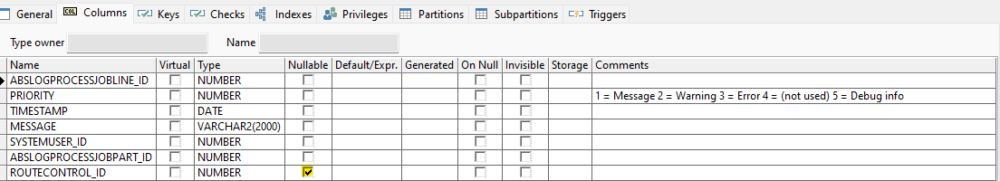 General Columns Keys Checks Indexes Privileges Partitions Subpartitions Triggers
Type owner Name
Name Virtual Type Nullable Default/Expr. Generated On Null Invisible Storage Comments
ABSLOGPROCESSJOBLINE_ID NUMBER
PRIORITY NUMBER 1 = Message 2 = Warning 3 = Error 4 = (not used) 5 = Debug info
TIMESTAMP DATE
MESSAGE VARCHAR2(2000)
SYSTEMUSER_ID NUMBER
ABSLOGPROCESSJOBPART_ID NUMBER
ROUTECONTROL_ID NUMBER